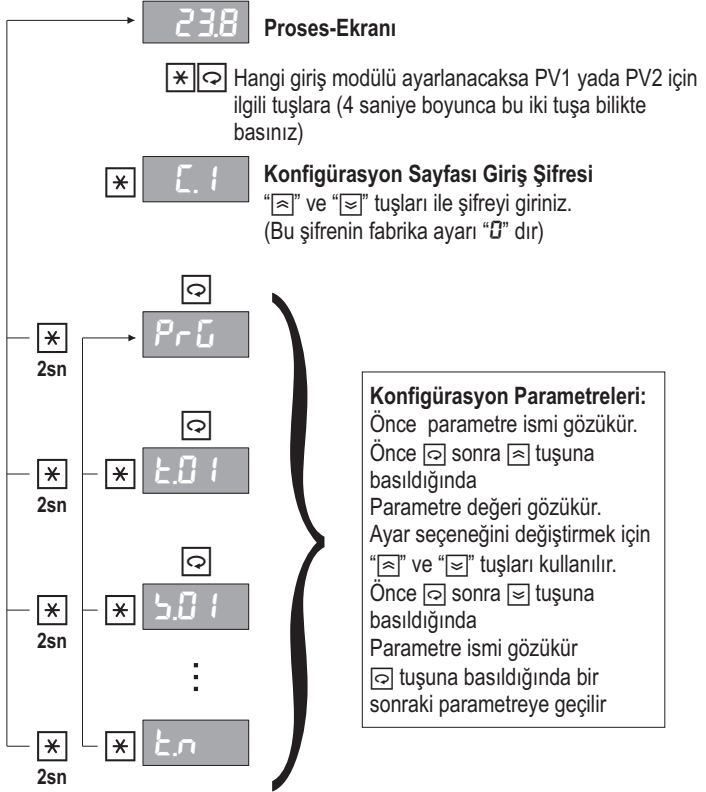 23.8 Proses-Ekranı
Hangi giriş modülü ayarlanacaksa PV1 yada PV2 için
ilgili tuşlara (4 saniye boyunca bu iki tuşa bilikte
basınız)
C.1 Konfigürasyon Sayfası Giriş Şifresi
“ ” ve “ ” tuşları ile şifreyi giriniz.
(Bu şifrenin fabrika ayarı “0” dır)
PrG
2sn
t.01
2sn
b.01
2sn
t.n
2sn
Konfigürasyon Parametreleri:
Önce parametre ismi gözükür.
Önce sonra tuşuna
basıldığında
Parametre değeri gözükür.
Ayar seçeneğini değiştirmek için
“ ” ve “ ” tuşları kullanılır.
Önce sonra tuşuna
basıldığında
Parametre ismi gözükür
tuşuna basıldığında bir
sonraki parametreye geçilir